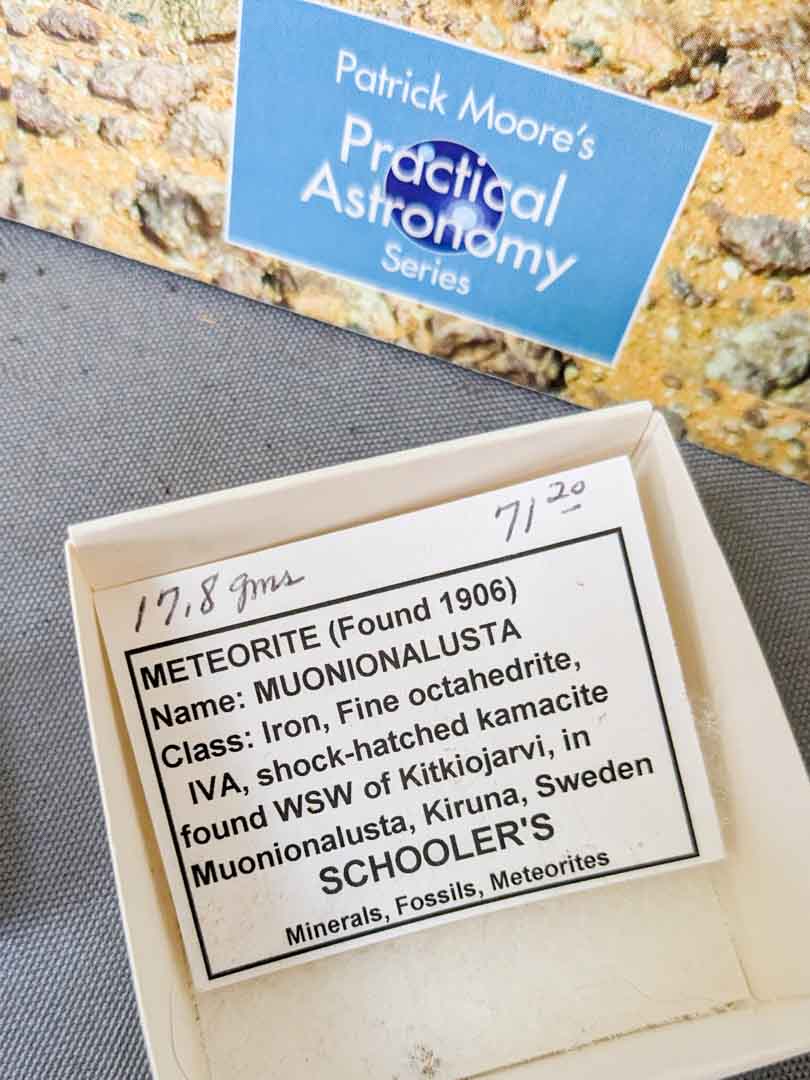 Patrick Moore's
Practical
Astronomy
Series
17.8 gms
71 20
METEORITE (Found 1906)
Name: MUONIONALUSTA
Class: Iron, Fine octahedrite,
IVA, shock-hatched kamacite
found WSW of Kitkiojarvi, in
Muonionalusta, Kiruna, Sweden
SCHOOLER'S
Minerals, Fossils, Meteorites